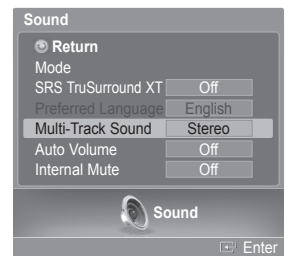 Sound
Return
Mode
SRS TruSurround XT Off
Preferred Language English
Multi-Track Sound Stereo
Auto Volume Off
Internal Mute Off
Sound
Enter